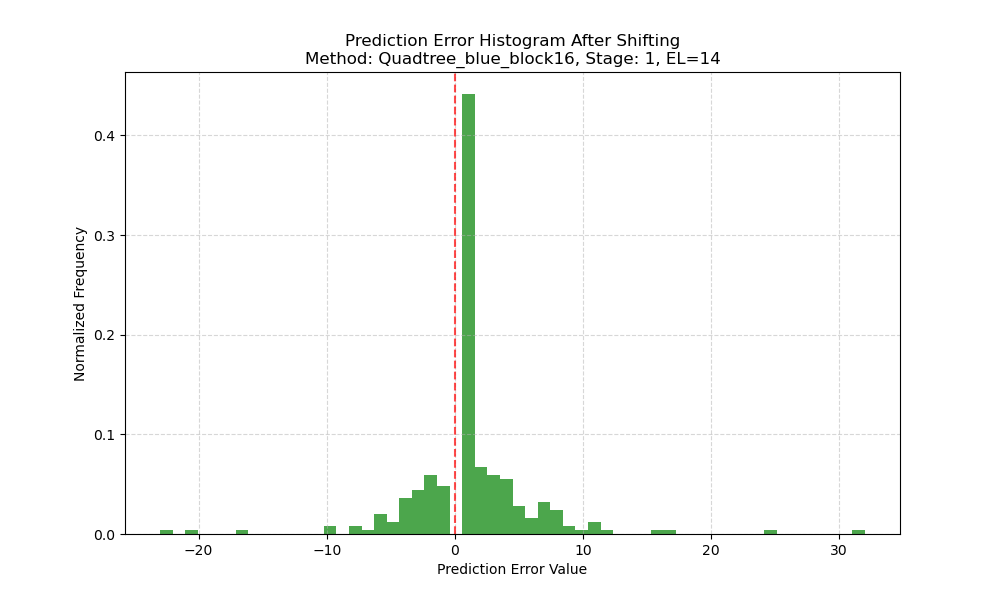 Prediction Error Histogram After Shifting
Method: Quadtree_blue_block16, Stage: 1, EL=14
Normalized Frequency
0.4
0.3
0.2
0.1
0.0
−20
−10
0
10
20
30
Prediction Error Value